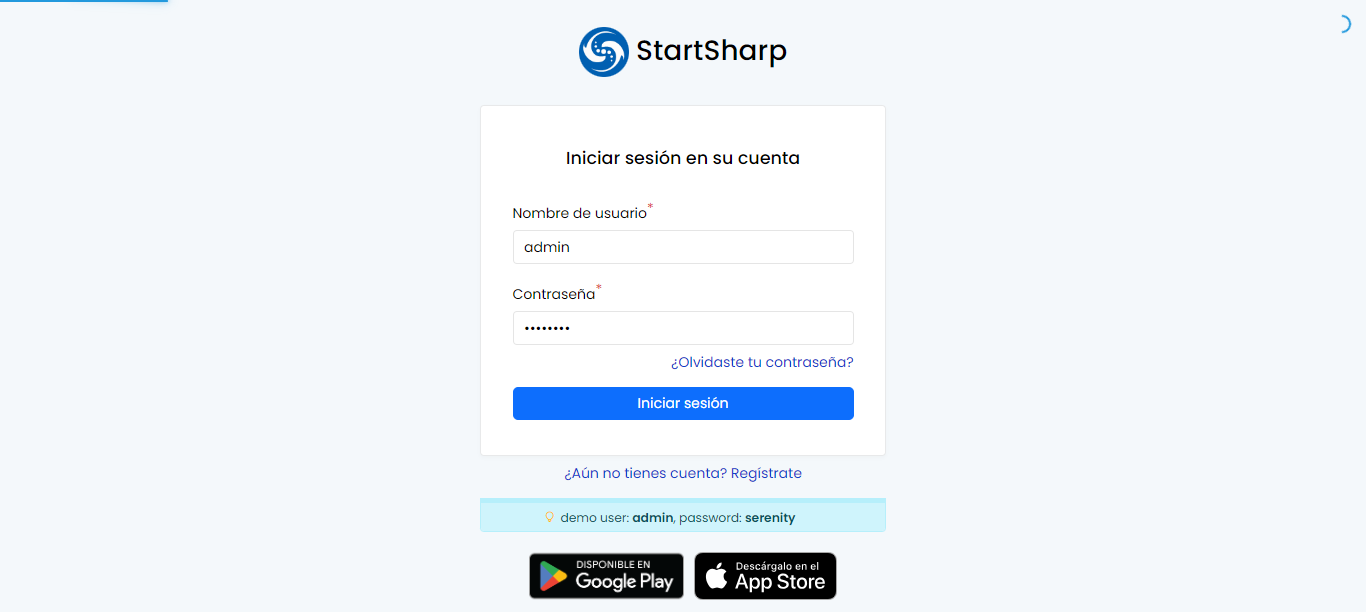 StartSharp
Iniciar sesión en su cuenta
Nombre de usuario*
admin
Contraseña*
••••••••
¿Olvidaste tu contraseña?
Iniciar sesión
¿Aún no tienes cuenta? Regístrate
demo user: admin, password: serenity
DISPONIBLE EN
Google Play
Descárgalo en el
App Store